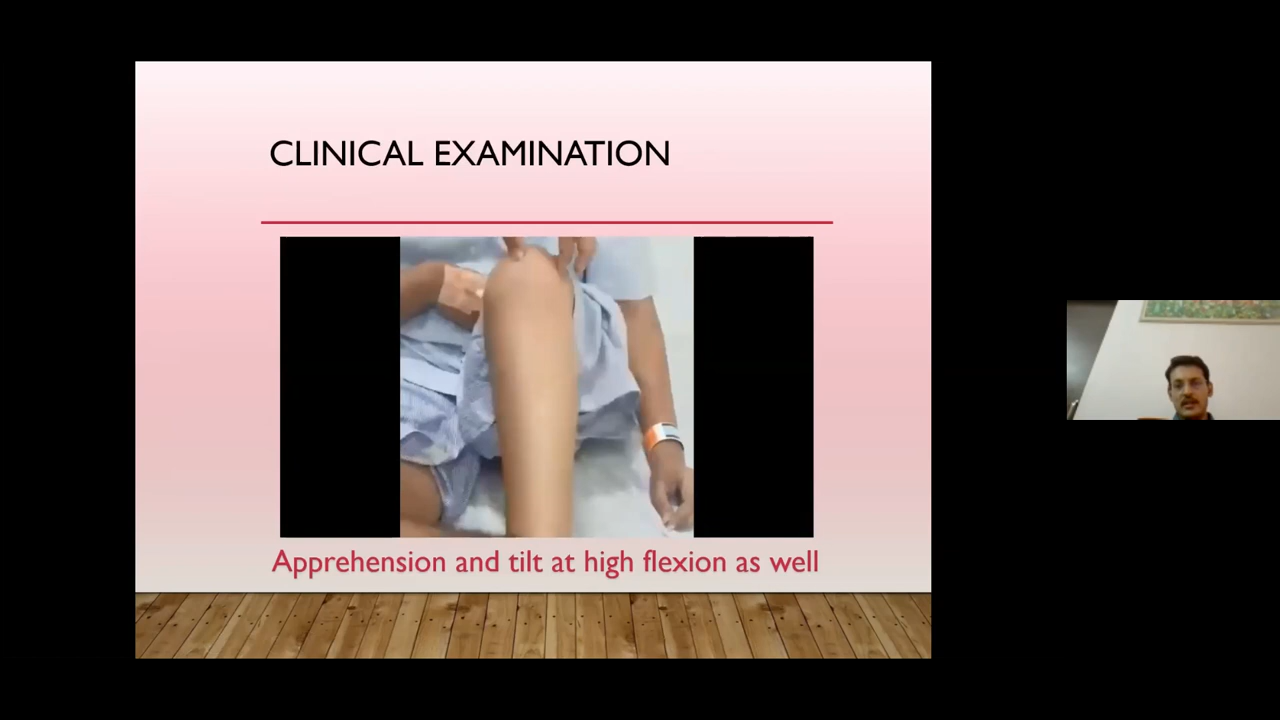 CLINICAL EXAMINATION
Apprehension and tilt at high flexion as well